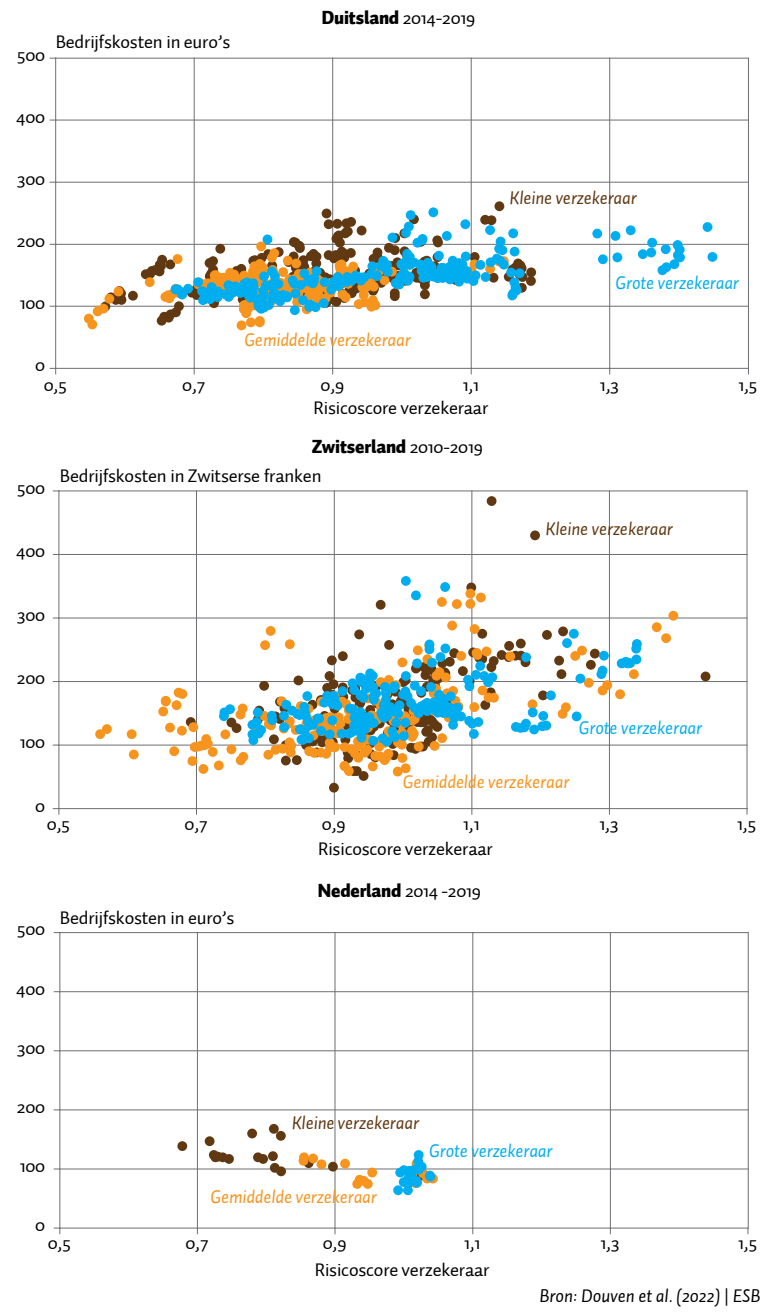 Duitsland 2014-2019
Bedrijfskosten in euro's
500
400
300
200
100
0
Kleine verzekeraar
Grote verzekeraar
Gemiddelde verzekeraar
0,5 0,7 0,9 1,1 1,3 1,5
Risicoscore verzekeraar
Zwitserland 2010-2019
Bedrijfskosten in Zwitserse franken
500
400
300
200
100
0
Kleine verzekeraar
Grote verzekeraar
Gemiddelde verzekeraar
0,5 0,7 0,9 1,1 1,3 1,5
Risicoscore verzekeraar
Nederland 2014 -2019
Bedrijfskosten in euro's
500
400
300
200
100
0
Kleine verzekeraar
Grote verzekeraar
Gemiddelde verzekeraar
0,5 0,7 0,9 1,1 1,3 1,5
Risicoscore verzekeraar
Bron: Douven et al. (2022) | ESB